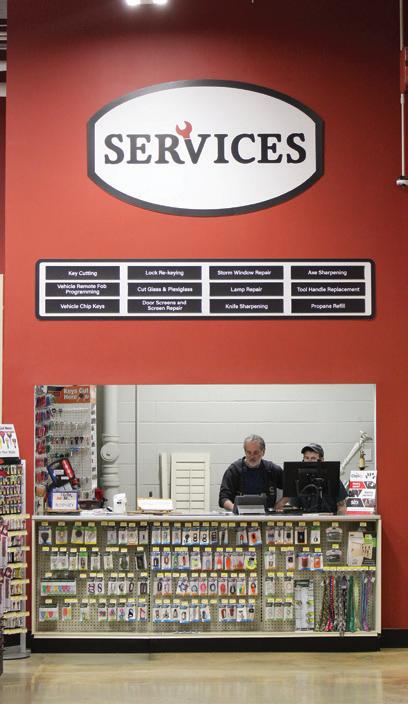 SERVICES
Key Cutting
Lock Re-keying
Storm Window Repair
Axe Sharpening
Vehicle Remote Fob
Programming
Cut Glass & Plexiglass
Lamp Repair
Tool Handle Replacement
Vehicle Chip Keys
Door Screens and
Screen Repair
Knife Sharpening
Propane Refill
Keys Cut
Here